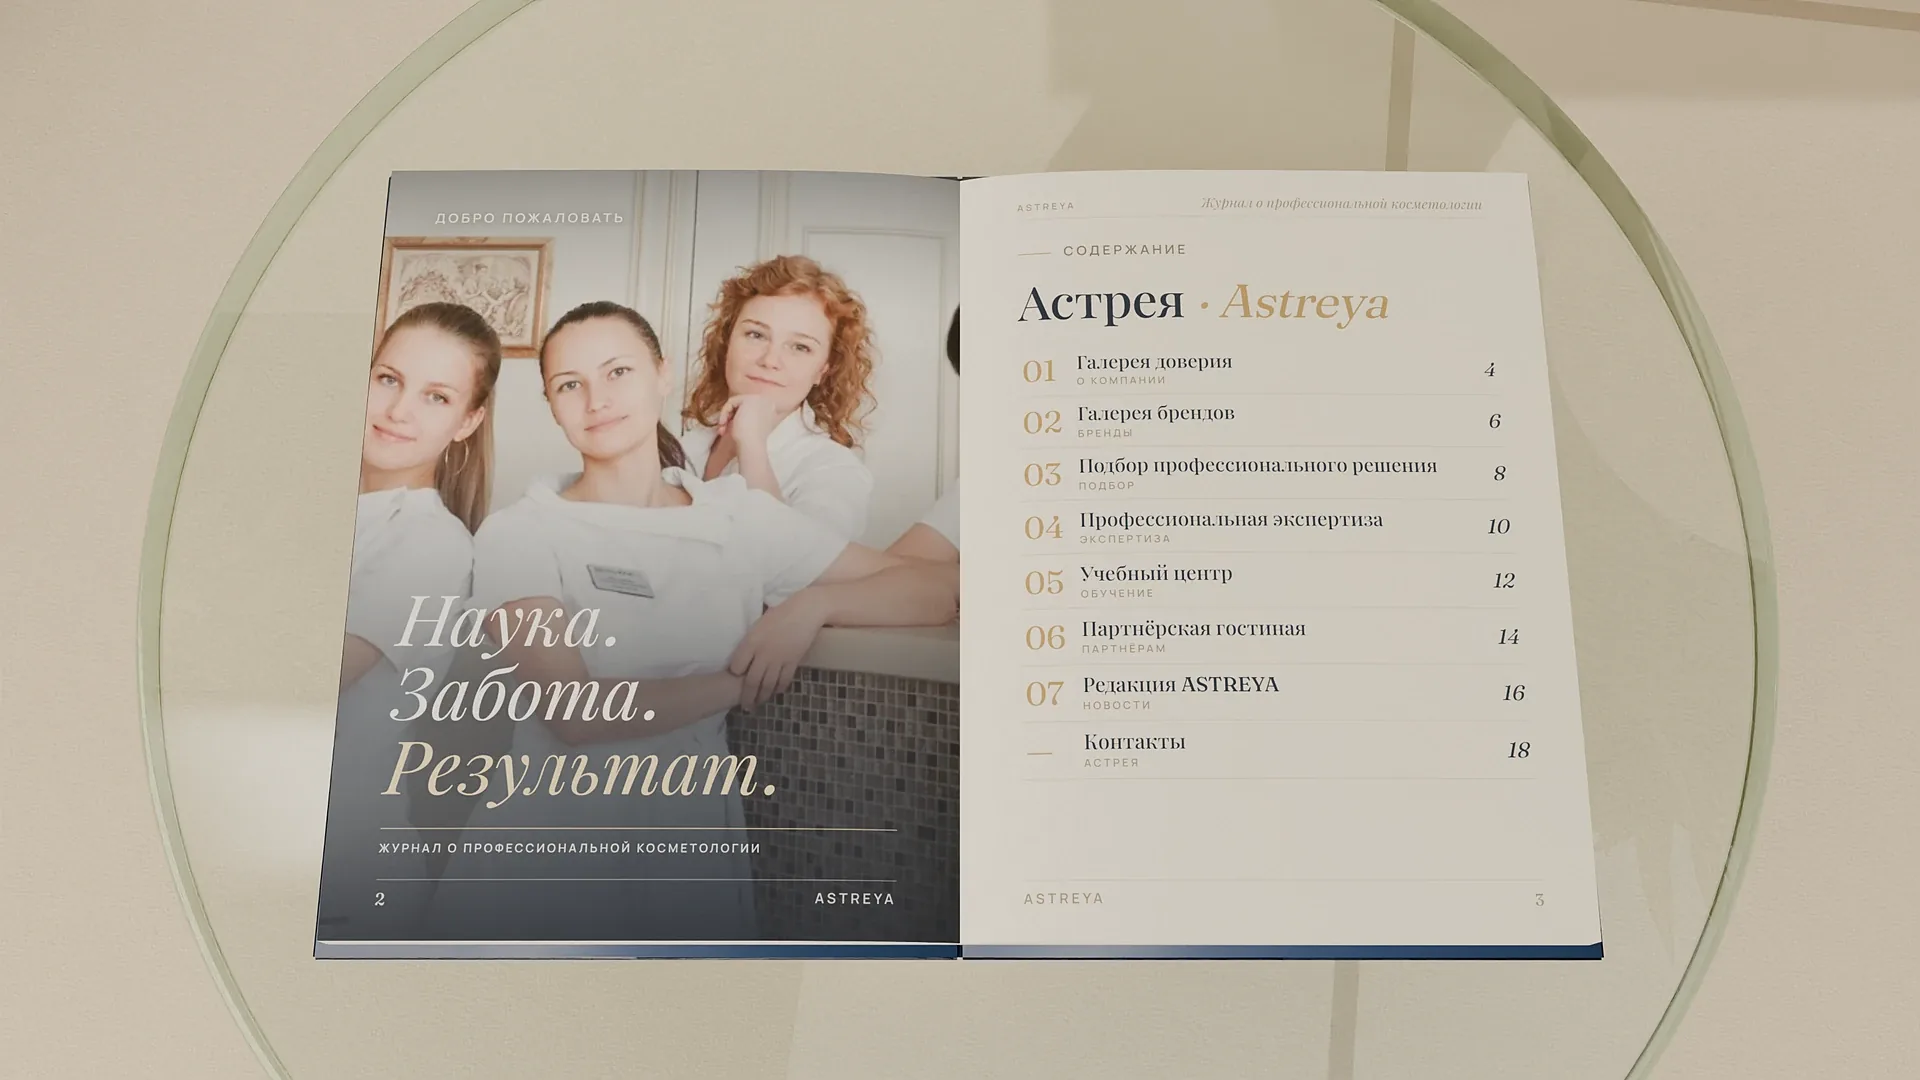 ДОБРО ПОЖАЛОВАТЬ
Наука.
Забота.
Результат.
ЖУРНАЛ О ПРОФЕССИОНАЛЬНОЙ КОСМЕТОЛОГИИ
2 ASTREYA
ASTREYA Журнал о профессиональной косметологии
СОДЕРЖАНИЕ
Астрея · Astreya
01 Галерея доверия 4
О КОМПАНИИ
02 Галерея брендов 6
БРЕНДЫ
03 Подбор профессионального решения 8
ПОДБОР
04 Профессиональная экспертиза 10
ЭКСПЕРТИЗА
05 Учебный центр 12
ОБУЧЕНИЕ
06 Партнёрская гостиная 14
ПАРТНЁРАМ
07 Редакция ASTREYA 16
НОВОСТИ
— Контакты 18
АСТРЕЯ
ASTREYA 3